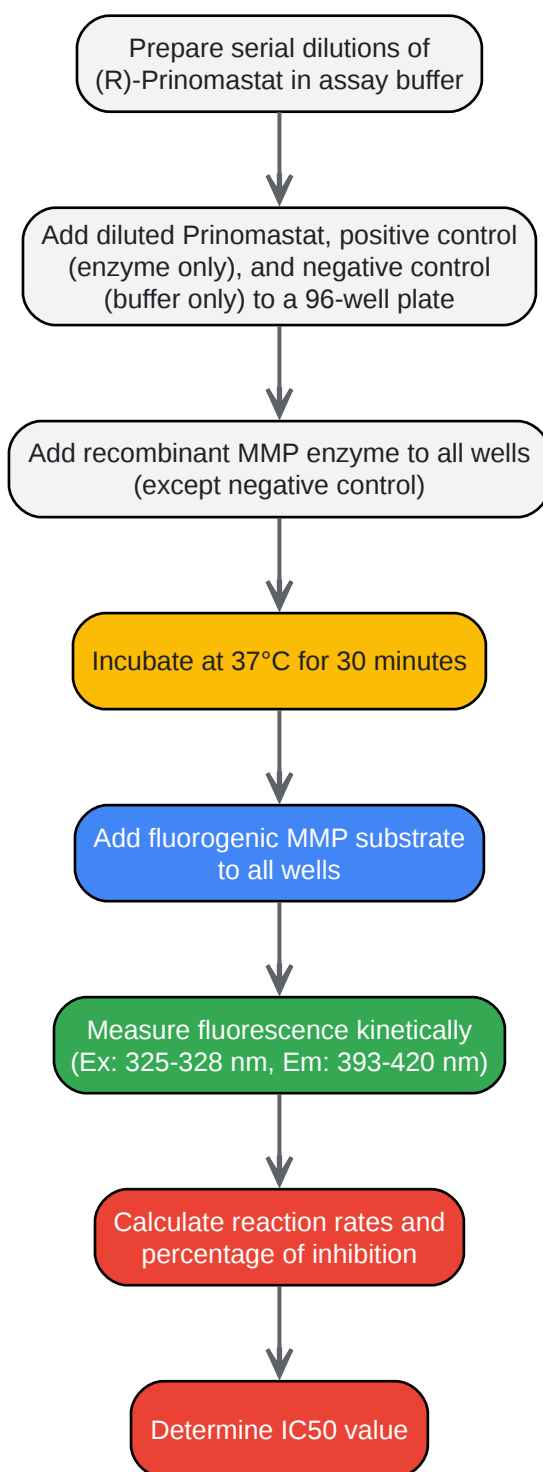 Prepare serial dilutions of
(R)-Prinomastat in assay buffer
Add diluted Prinomastat, positive control
(enzyme only), and negative control
(buffer only) to a 96-well plate
Add recombinant MMP enzyme to all wells
(except negative control)
Incubate at 37°C for 30 minutes
Add fluorogenic MMP substrate
to all wells
Measure fluorescence kinetically
(Ex: 325-328 nm, Em: 393-420 nm)
Calculate reaction rates and
percentage of inhibition
Determine IC50 value